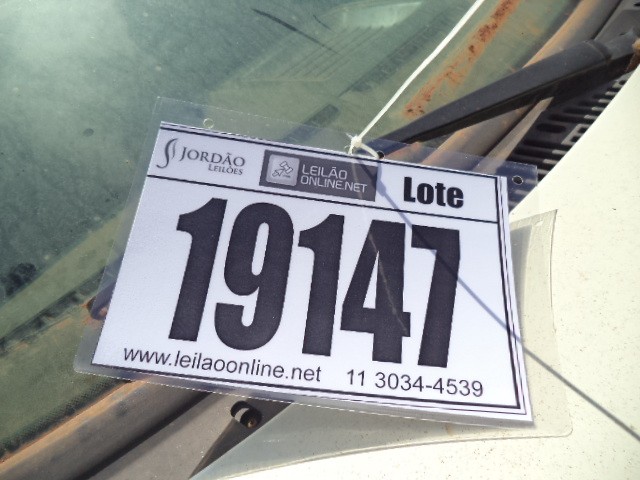 JORDÃO
LEILÕES
LEILÃO
ONLINE.NET
Lote
19147
www.leilaoonline.net 11 3034-4539